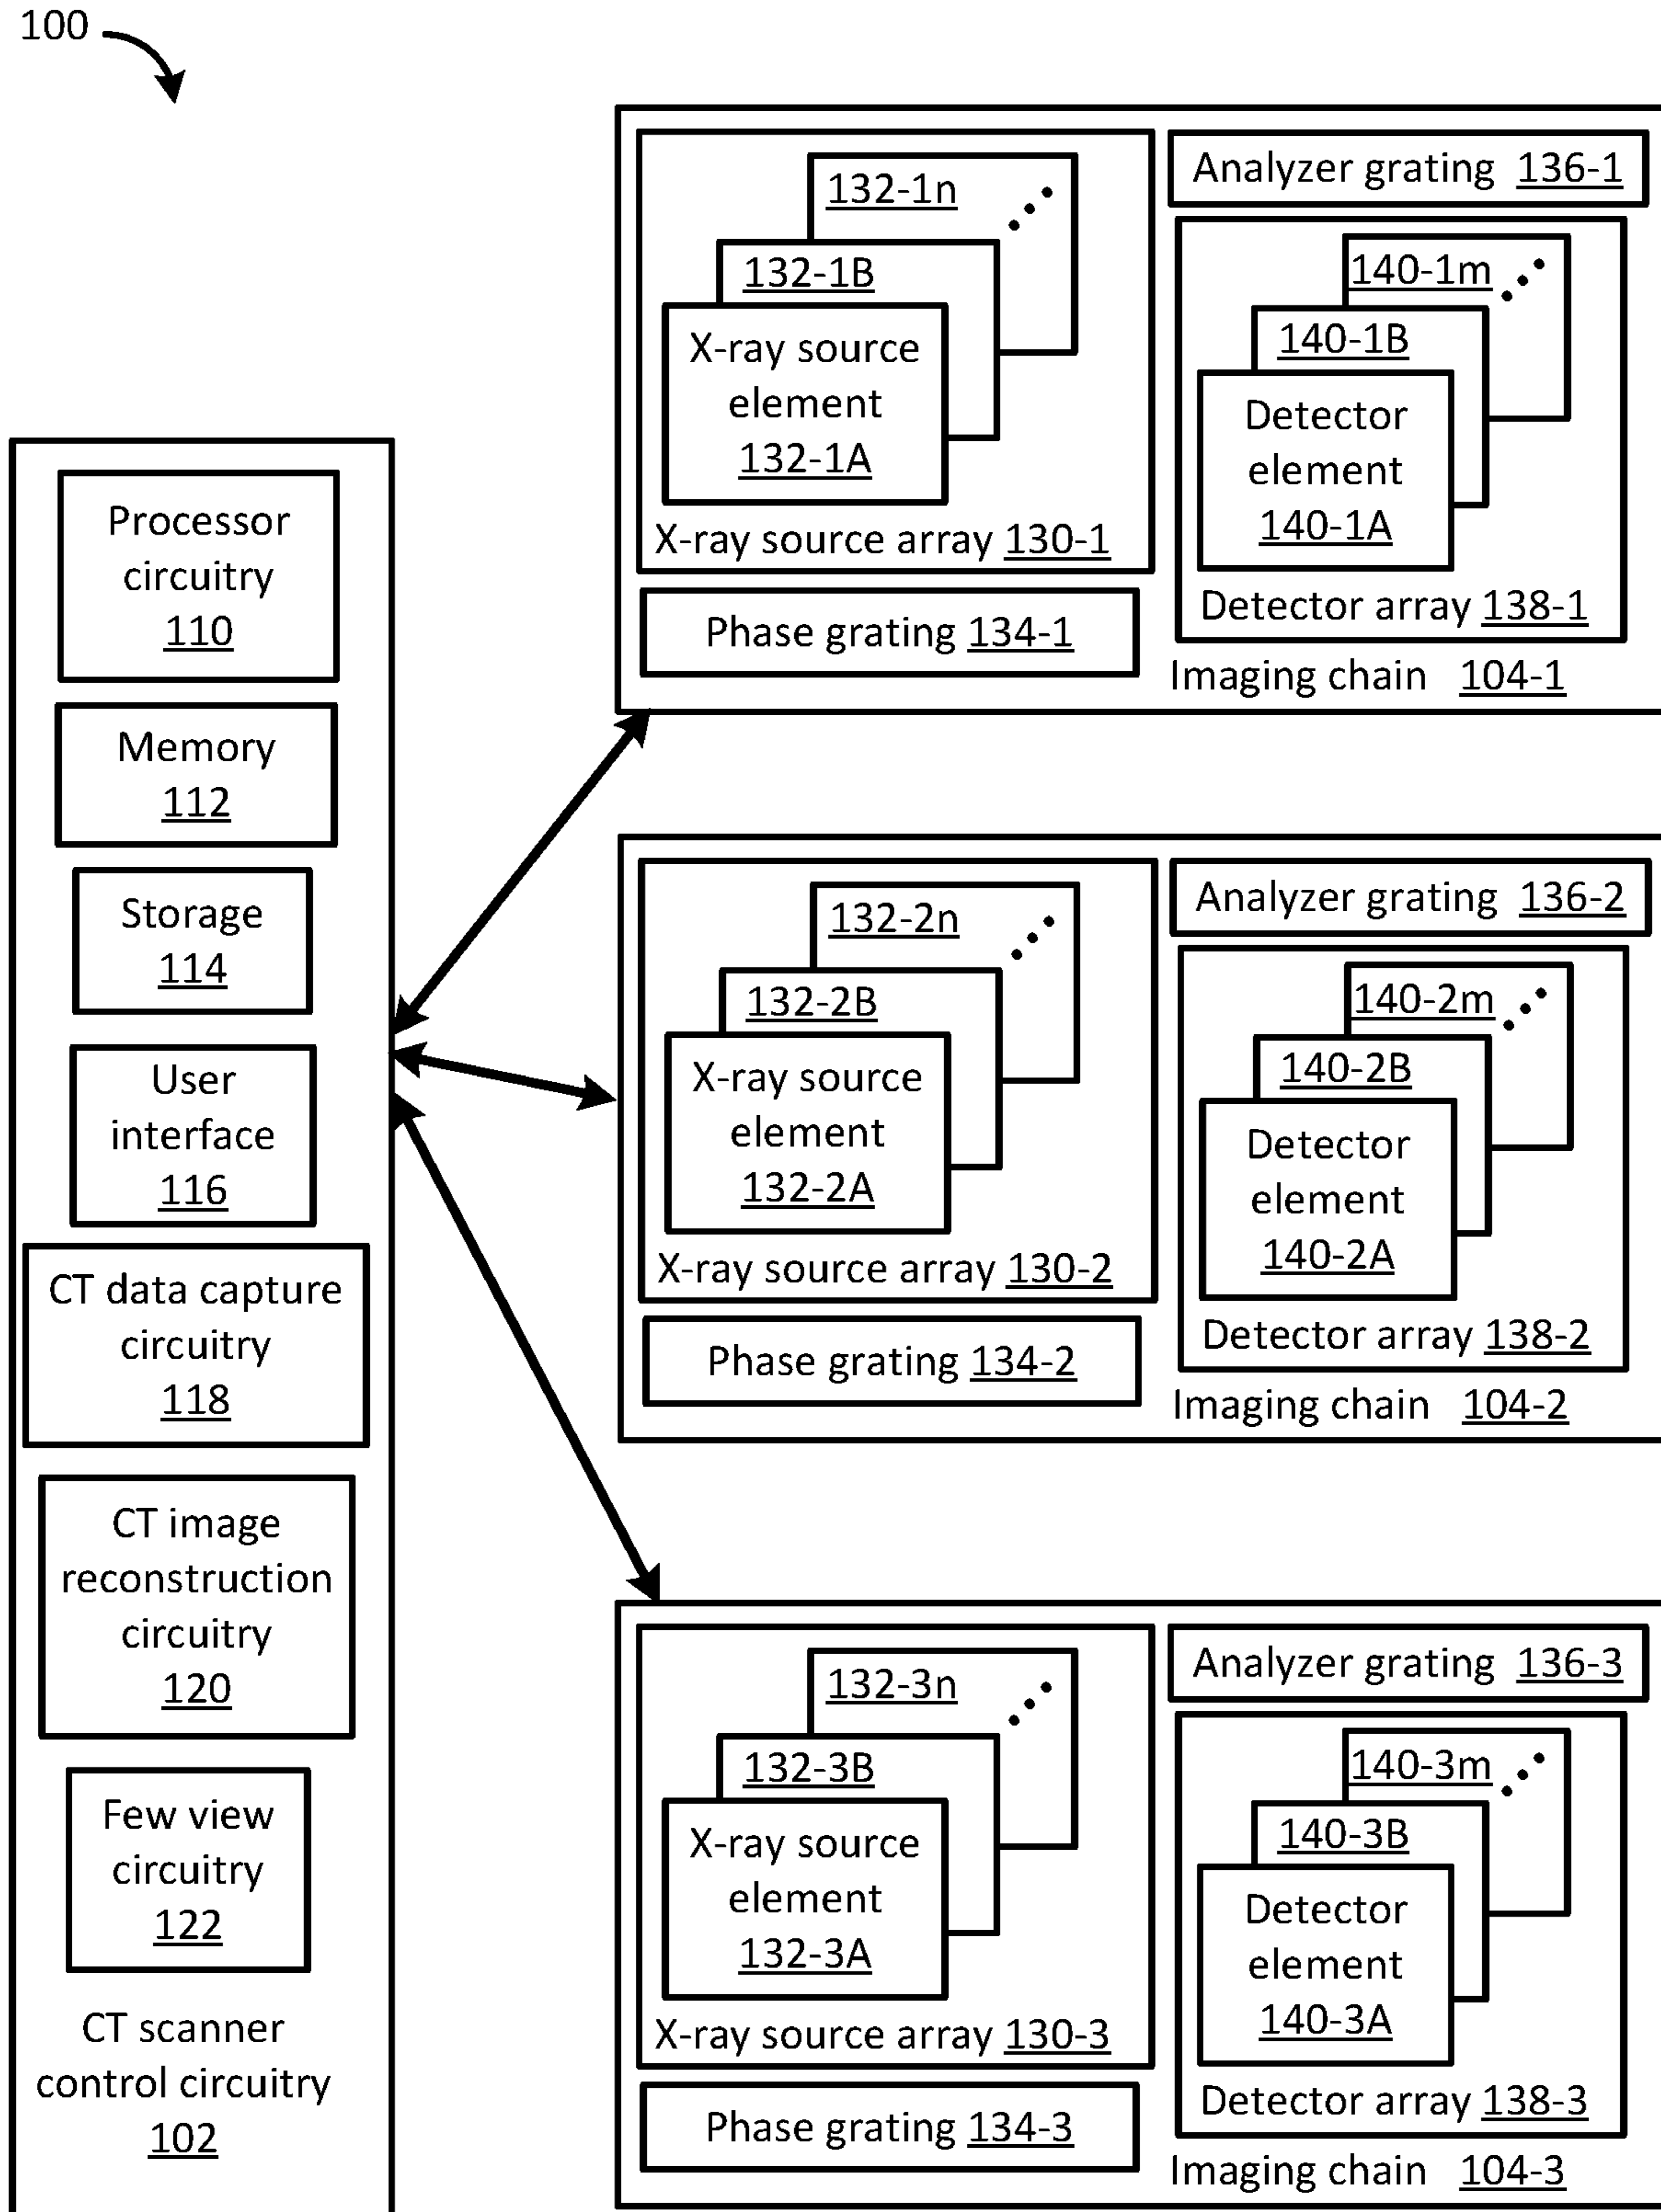 100
Processor
circuitry
110
Memory
112
Storage
114
User
interface
116
CT data capture
circuitry
118
CT image
reconstruction
circuitry
120
Few view
circuitry
122
CT scanner
control circuitry
102
132-1n
132-1B
X-ray source
element
132-1A
X-ray source array 130-1
Phase grating 134-1
Analyzer grating 136-1
140-1m
140-1B
Detector
element
140-1A
Detector array 138-1
Imaging chain 104-1
132-2n
132-2B
X-ray source
element
132-2A
X-ray source array 130-2
Phase grating 134-2
Analyzer grating 136-2
140-2m
140-2B
Detector
element
140-2A
Detector array 138-2
Imaging chain 104-2
132-3n
132-3B
X-ray source
element
132-3A
X-ray source array 130-3
Phase grating 134-3
Analyzer grating 136-3
140-3m
140-3B
Detector
element
140-3A
Detector array 138-3
Imaging chain 104-3